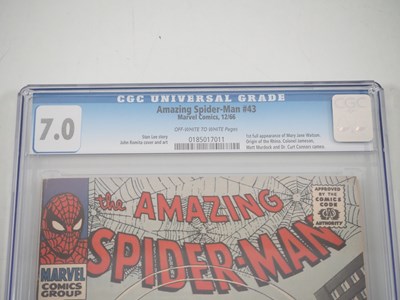 CGC UNIVERSAL GRADE
CGC
7.0
Amazing Spider-Man #43
Marvel Comics, 12/66
OFF-WHITE TO WHITE Pages
Stan Lee story
John Romita cover and art
0185017011
1st full appearance of Mary Jane Watson.
Origin of the Rhino. Colonel Jameson,
Matt Murdock and Dr. Curt Connors cameo.
the AMAZING
SPIDER-MAN
MARVEL
COMICS
GROUP
APPROVED
BY THE
COMICS
CODE
AUTHORITY